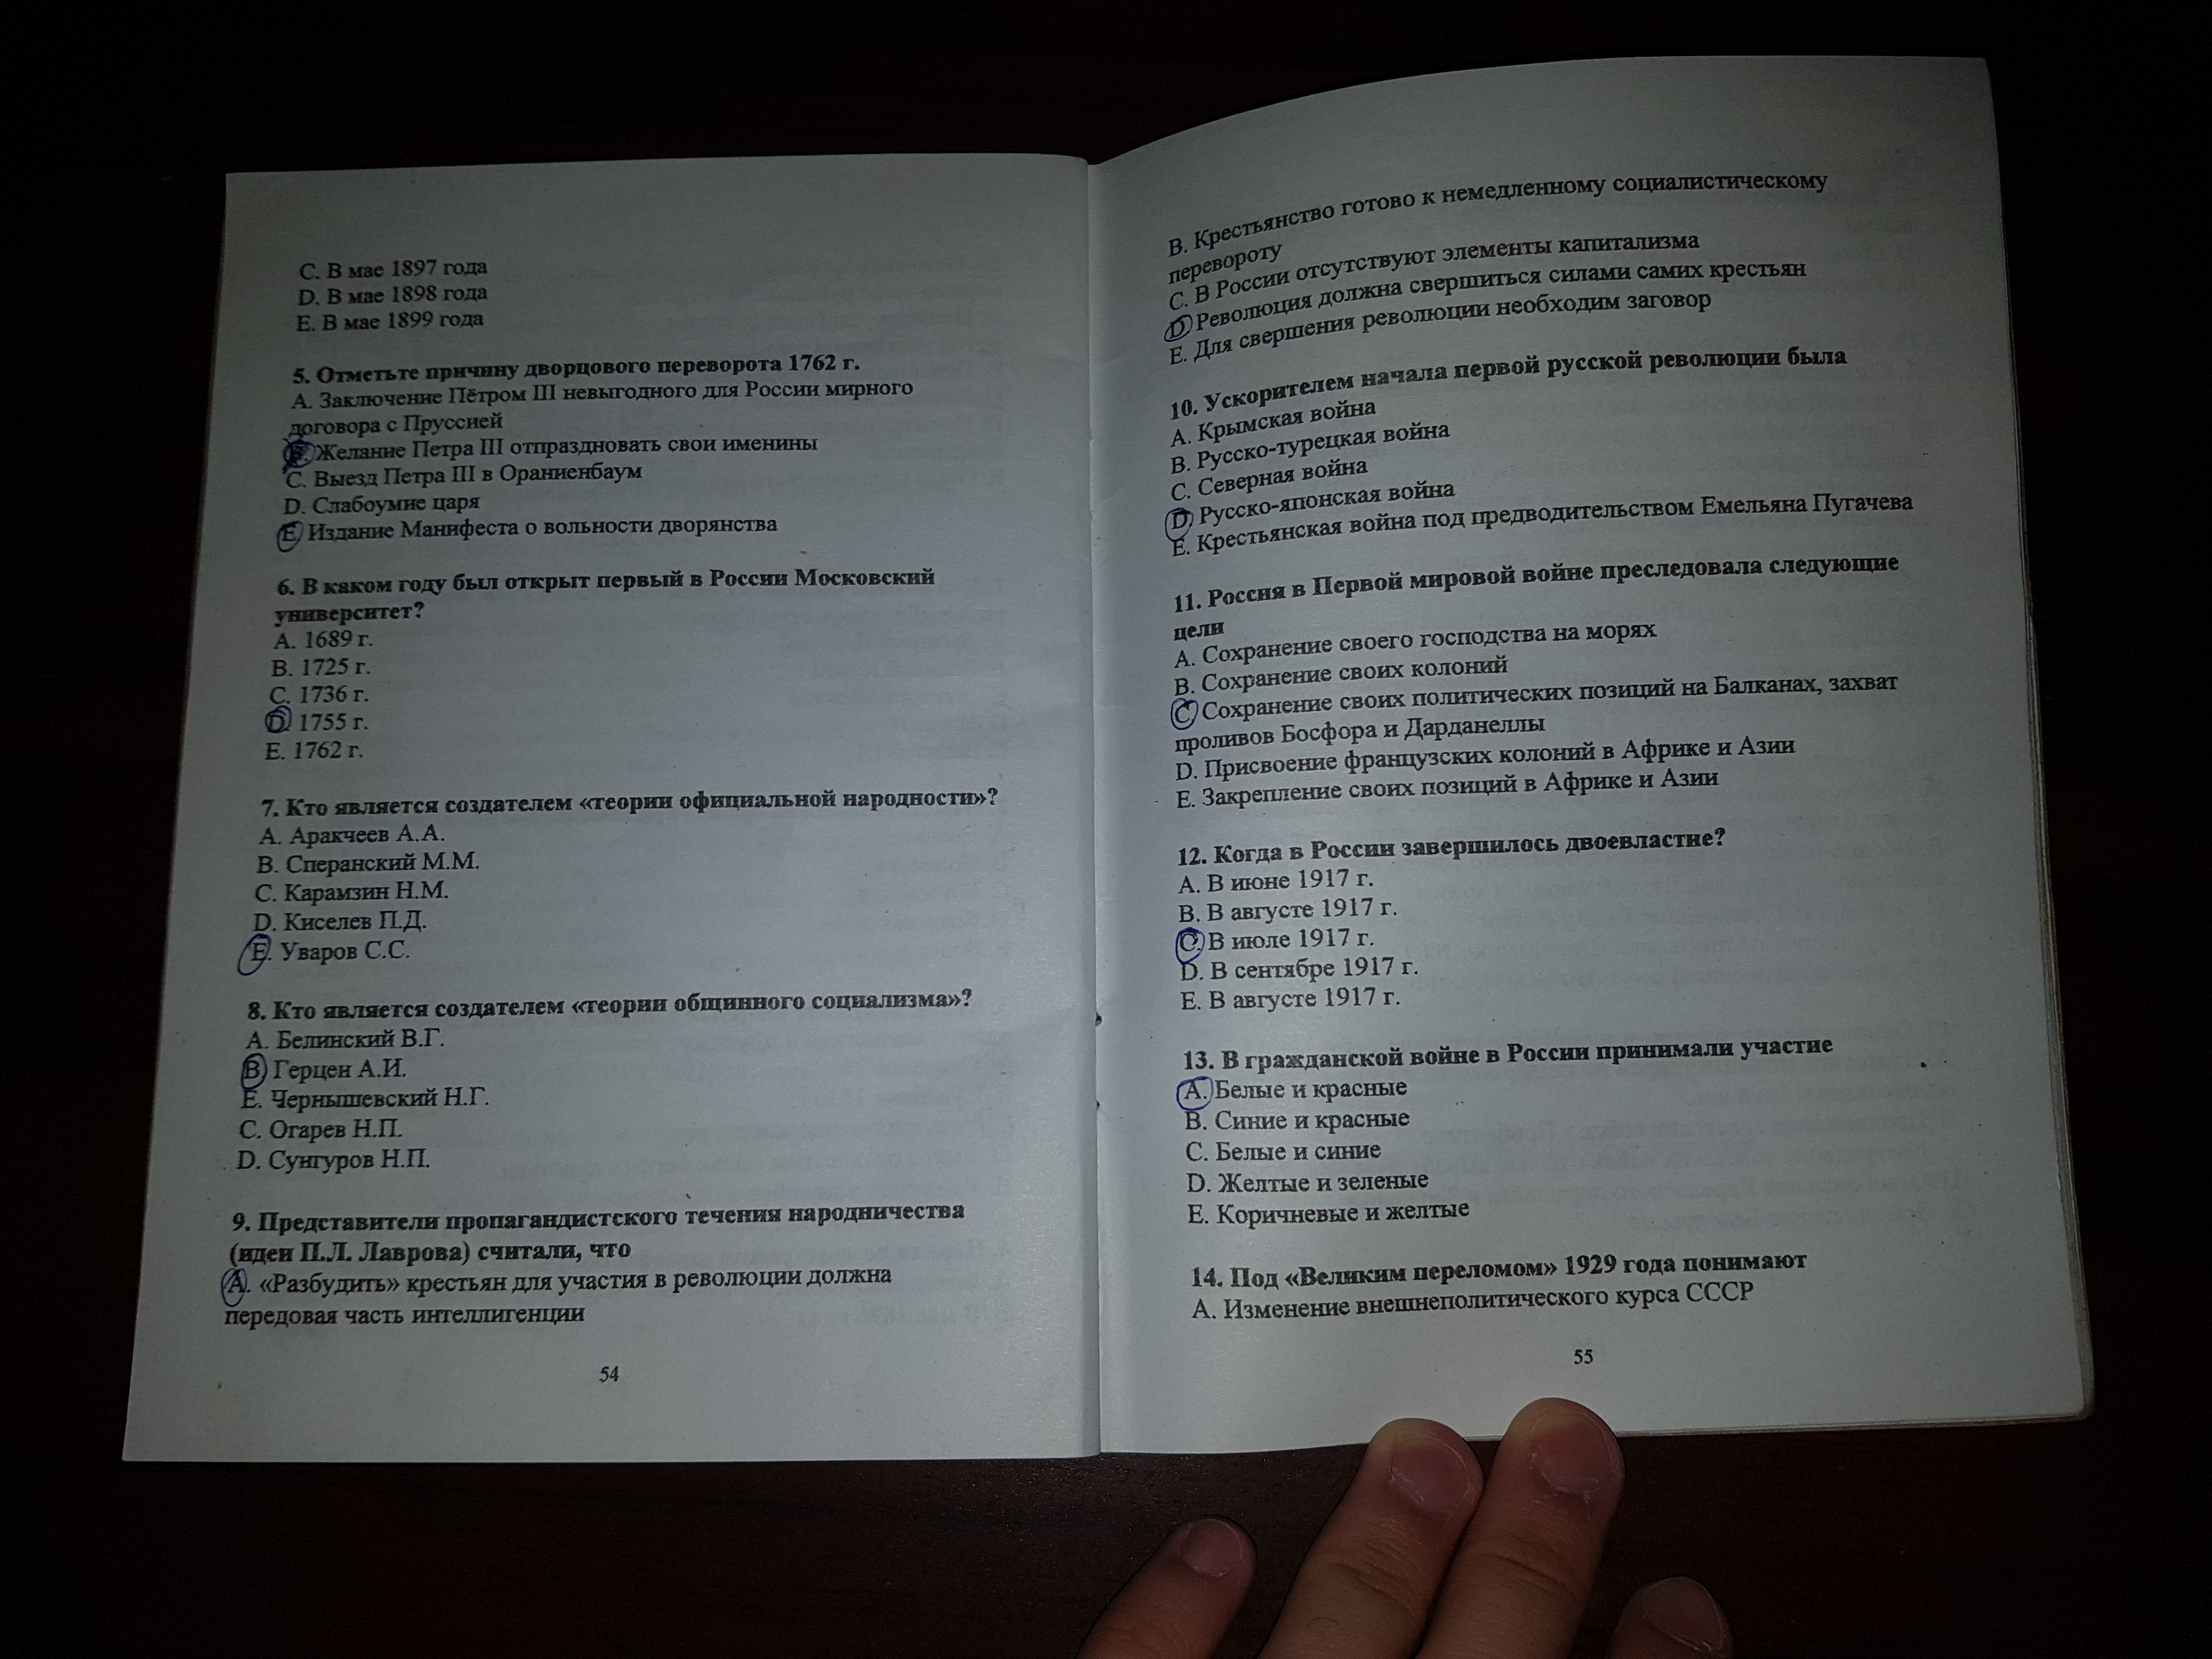 C. В мае 1897 года
D. В мае 1898 года
E. В мае 1899 года
5. Отметьте причину дворцового переворота 1762 г.
A. Заключение Пётром III невыгодного для России мирного
договора с Пруссией
B. Желание Петра III отпраздновать свои именины
C. Выезд Петра III в Ораниенбаум
D. Слабоумие царя
E. Издание Манифеста о вольности дворянства
6. В каком году был открыт первый в России Московский
университет?
A. 1689 г.
B. 1725 г.
C. 1736 г.
D. 1755 г.
E. 1762 г.
7. Кто является создателем «теории официальной народности»?
A. Аракчеев А.А.
B. Сперанский М.М.
C. Карамзин Н.М.
D. Киселев П.Д.
E. Уваров С.С.
8. Кто является создателем «теории общинного социализма»?
A. Белинский В.Г.
B. Герцен А.И.
E. Чернышевский Н.Г.
C. Огарев Н.П.
D. Сунгуров Н.П.
9. Представители пропагандистского течения народничества
(идеи П.Л. Лаврова) считали, что
A. «Разбудить» крестьян для участия в революции должна
передовая часть интеллигенции
54
B. Крестьянство готово к немедленному социалистическому
перевороту
C. В России отсутствуют элементы капитализма
D. Революция должна свершиться силами самих крестьян
E. Для свершения революции необходим заговор
10. Ускорителем начала первой русской революции была
A. Крымская война
B. Русско-турецкая война
C. Северная война
D. Русско-японская война
E. Крестьянская война под предводительством Емельяна Пугачева
11. Россия в Первой мировой войне преследовала следующие
цели
A. Сохранение своего господства на морях
B. Сохранение своих колоний
C. Сохранение своих политических позиций на Балканах, захват
проливов Босфора и Дарданеллы
D. Присвоение французских колоний в Африке и Азии
E. Закрепление своих позиций в Африке и Азии
12. Когда в России завершилось двоевластие?
A. В июне 1917 г.
B. В августе 1917 г.
C. В июле 1917 г.
D. В сентябре 1917 г.
E. В августе 1917 г.
13. В гражданской войне в России принимали участие
A. Белые и красные
B. Синие и красные
C. Белые и синие
D. Желтые и зеленые
E. Коричневые и желтые
14. Под «Великим переломом» 1929 года понимают
A. Изменение внешнеполитического курса СССР
55